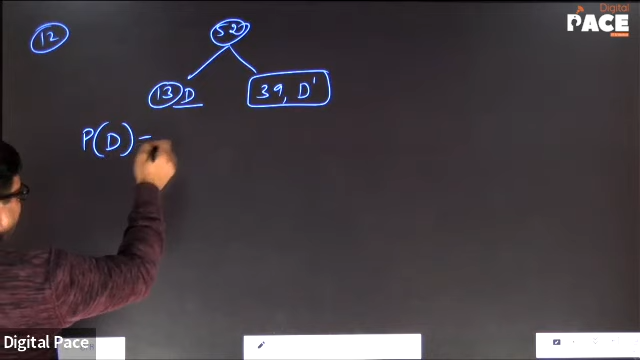 12
52
13 D
39, D'
P(D) =
Digital
PACE
Digital Pace